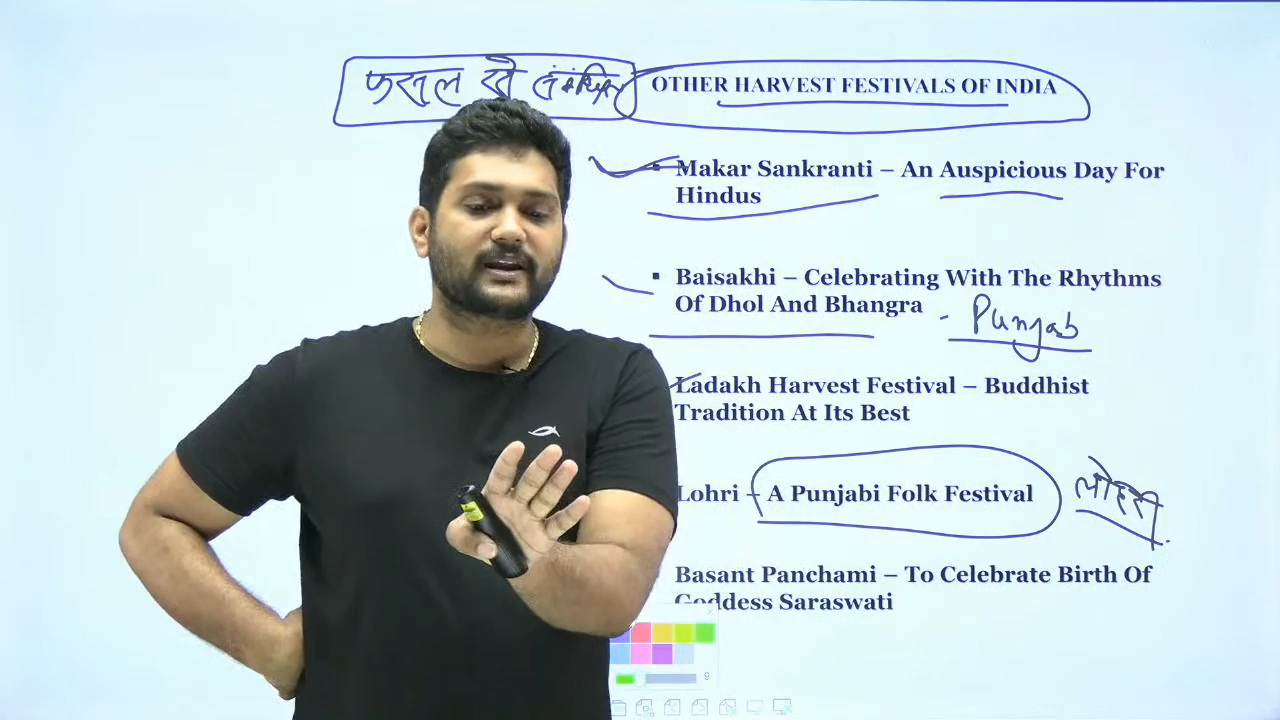 फसल से संबंधित
OTHER HARVEST FESTIVALS OF INDIA
▪ Makar Sankranti – An Auspicious Day For
Hindus
▪ Baisakhi – Celebrating With The Rhythms
Of Dhol And Bhangra
- Punjab
Ladakh Harvest Festival – Buddhist
Tradition At Its Best
Lohri – A Punjabi Folk Festival
लोहरी
Basant Panchami – To Celebrate Birth Of
Goddess Saraswati
9